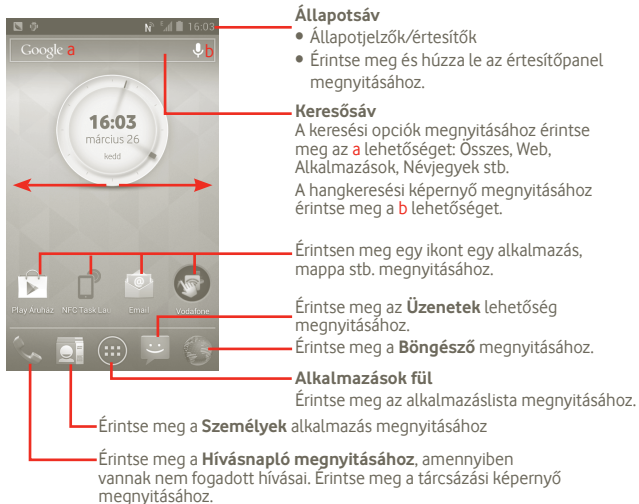 16:03
Google a
b
16:03
március 26
kedd
Play Áruház
NFC Task Lau
Email
Vodafone
Állapotsáv
• Állapotjelzők/értesítők
• Érintse meg és húzza le az értesítőpanel
megnyitásához.
Keresősáv
A keresési opciók megnyitásához érintse
meg az a lehetőséget: Összes, Web,
Alkalmazások, Névjegyek stb.
A hangkeresési képernyő megnyitásához
érintse meg a b lehetőséget.
Érintsen meg egy ikont egy alkalmazás,
mappa stb. megnyitásához.
Érintse meg az Üzenetek lehetőség
megnyitásához.
Érintse meg a Böngésző megnyitásához.
Alkalmazások fül
Érintse meg az alkalmazáslista megnyitásához.
Érintse meg a Személyek alkalmazás megnyitásához
Érintse meg a Hívásnapló megnyitásához, amennyiben
vannak nem fogadott hívásai. Érintse meg a tárcsázási képernyő
megnyitásához.